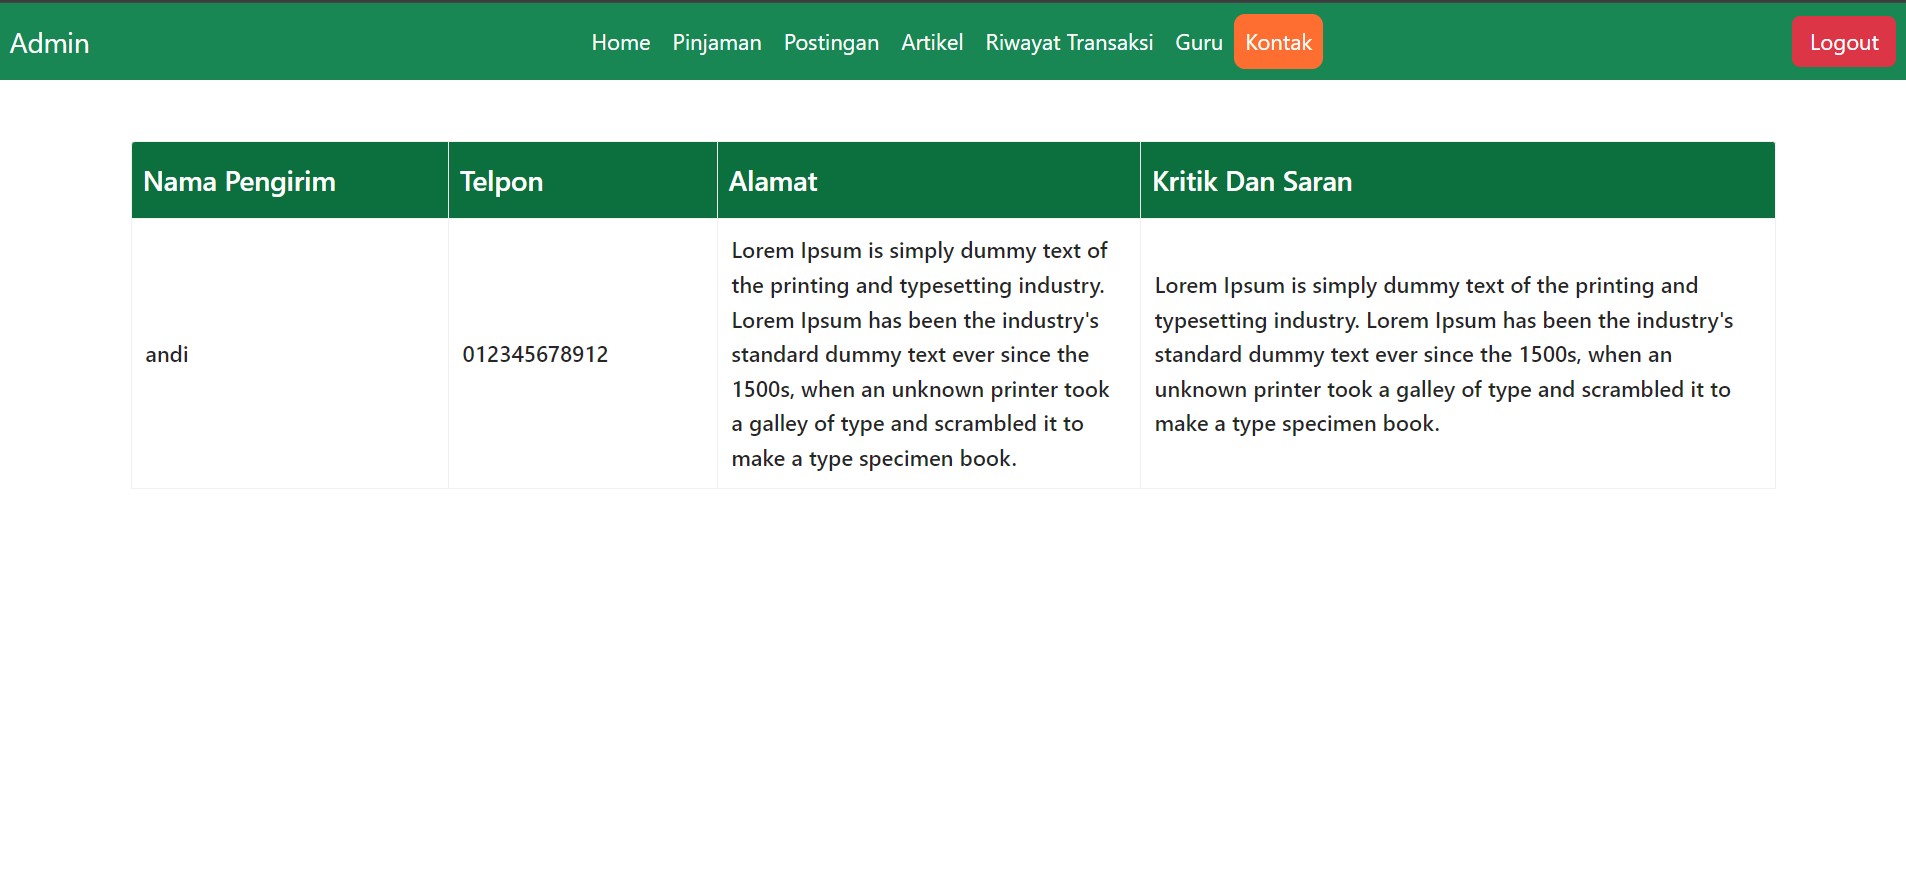 Admin Home Pinjaman Postingan Artikel Riwayat Transaksi Guru Kontak Logout
Nama Pengirim Telpon Alamat Kritik Dan Saran
andi
012345678912
Lorem Ipsum is simply dummy text of
the printing and typesetting industry.
Lorem Ipsum has been the industry's
standard dummy text ever since the
1500s, when an unknown printer took
a galley of type and scrambled it to
make a type specimen book.
Lorem Ipsum is simply dummy text of the printing and
typesetting industry. Lorem Ipsum has been the industry's
standard dummy text ever since the 1500s, when an
unknown printer took a galley of type and scrambled it to
make a type specimen book.